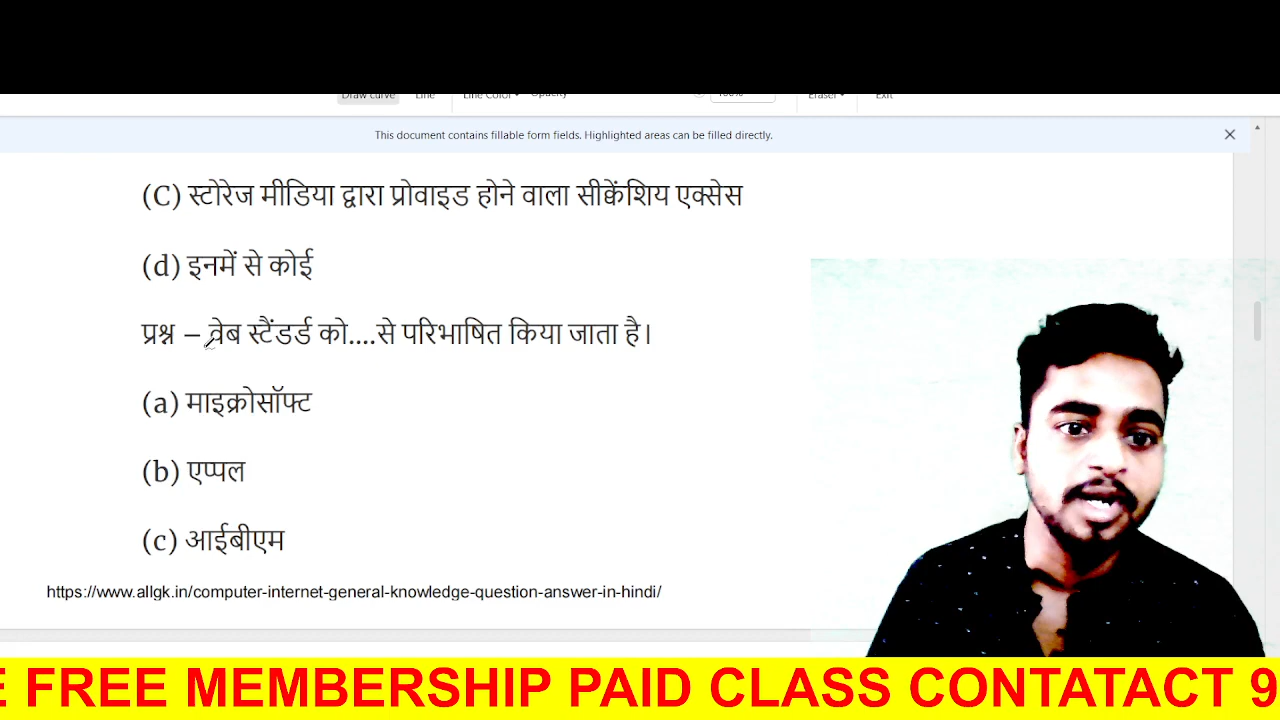 This document contains fillable form fields. Highlighted areas can be filled directly.
(C) स्टोरेज मीडिया द्वारा प्रोवाइड होने वाला सीक्वेंशिय एक्सेस
(d) इनमें से कोई
प्रश्न – वेब स्टैंडर्ड को....से परिभाषित किया जाता है।
(a) माइक्रोसॉफ्ट
(b) एप्पल
(c) आईबीएम
https://www.allgk.in/computer-internet-general-knowledge-question-answer-in-hindi/
E FREE MEMBERSHIP PAID CLASS CONTATACT 9